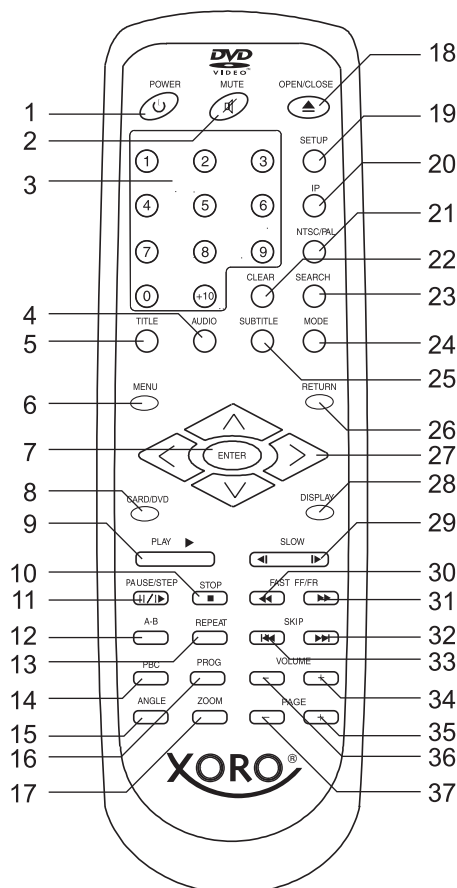 DVD
VIDEO™
POWER MUTE OPEN/CLOSE
1 2 18
SETUP
19
3
1 2 3
IP
20
4 5 6
NTSC/PAL
21
7 8 9
CLEAR SEARCH
22
0 +10
23
4
TITLE AUDIO SUBTITLE MODE
5 24
25
MENU RETURN
6 26
7 ENTER 27
8 CARD/DVD DISPLAY 28
9 PLAY SLOW 29
10 PAUSE/STEP STOP FAST FF/FR 30
11 31
12 A-B REPEAT SKIP 32
13 33
14 PBC PROG VOLUME 34
- +
15 ANGLE ZOOM PAGE 35
16 - + 36
17 37
XORO®